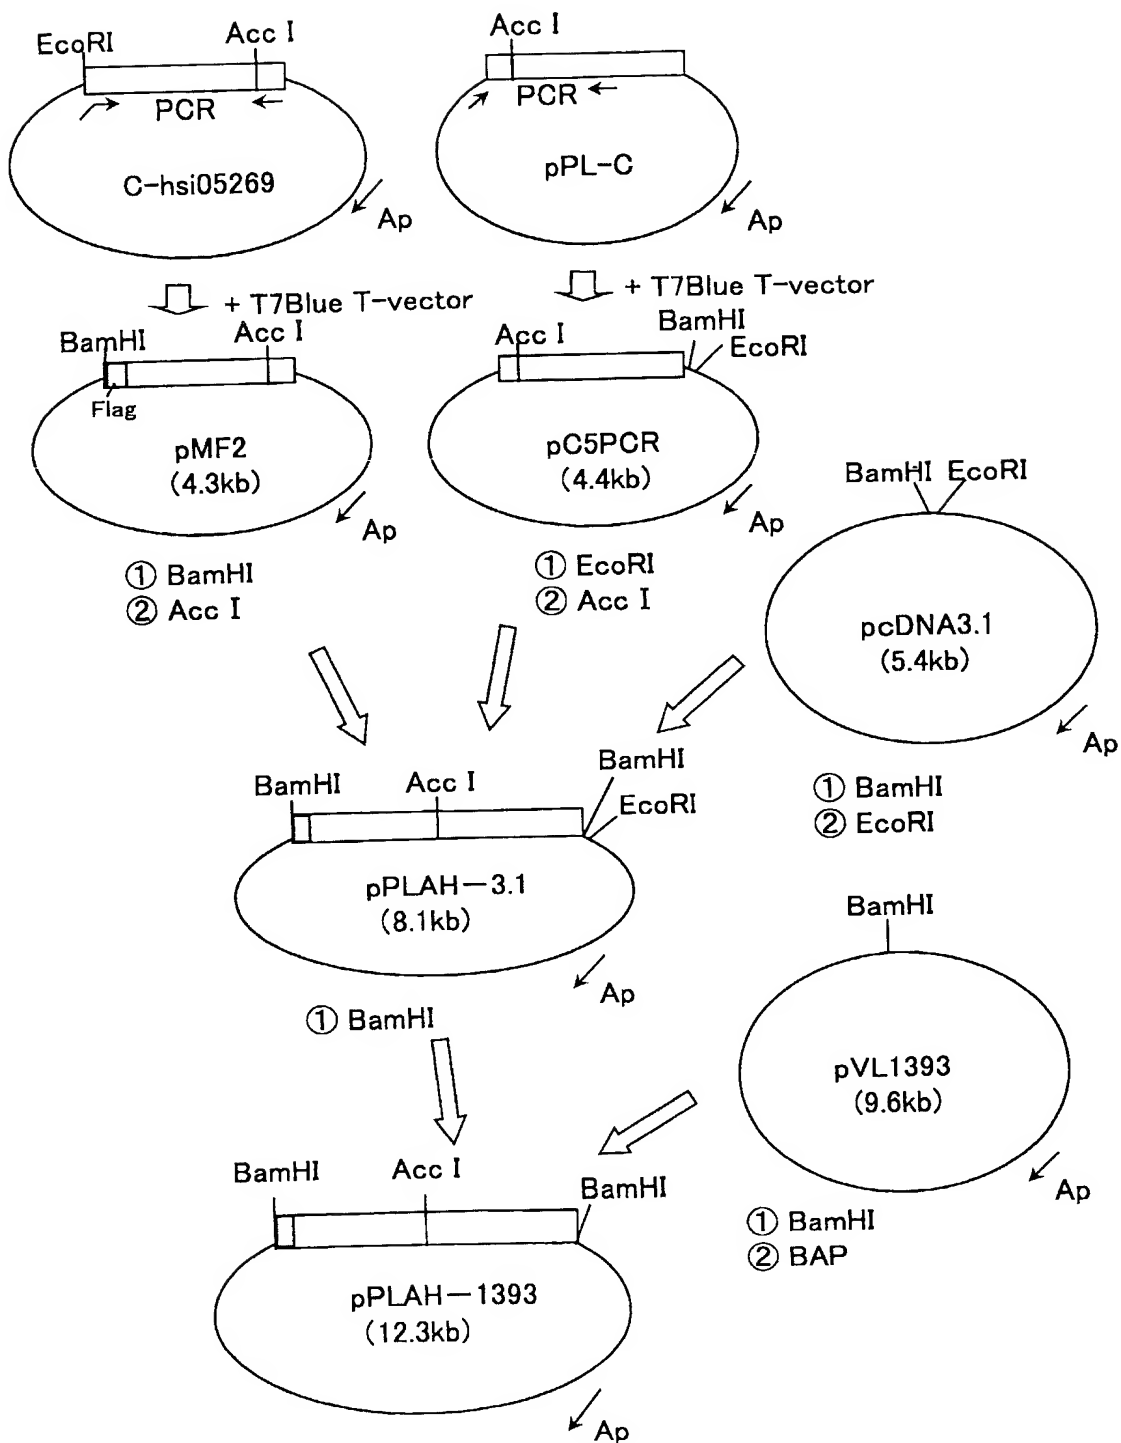 EcoRI
Acc I
PCR
C-hsi05269
Ap
Acc I
PCR
pPL-C
Ap
+ T7Blue T-vector
+ T7Blue T-vector
BamHI
Acc I
Flag
pMF2
(4.3kb)
Ap
① BamHI
② Acc I
Acc I
BamHI
EcoRI
pC5PCR
(4.4kb)
Ap
① EcoRI
② Acc I
BamHI EcoRI
pcDNA3.1
(5.4kb)
Ap
① BamHI
② EcoRI
BamHI
Acc I
BamHI
EcoRI
pPLAH-3.1
(8.1kb)
Ap
① BamHI
BamHI
pVL1393
(9.6kb)
Ap
① BamHI
② BAP
BamHI
Acc I
BamHI
pPLAH-1393
(12.3kb)
Ap